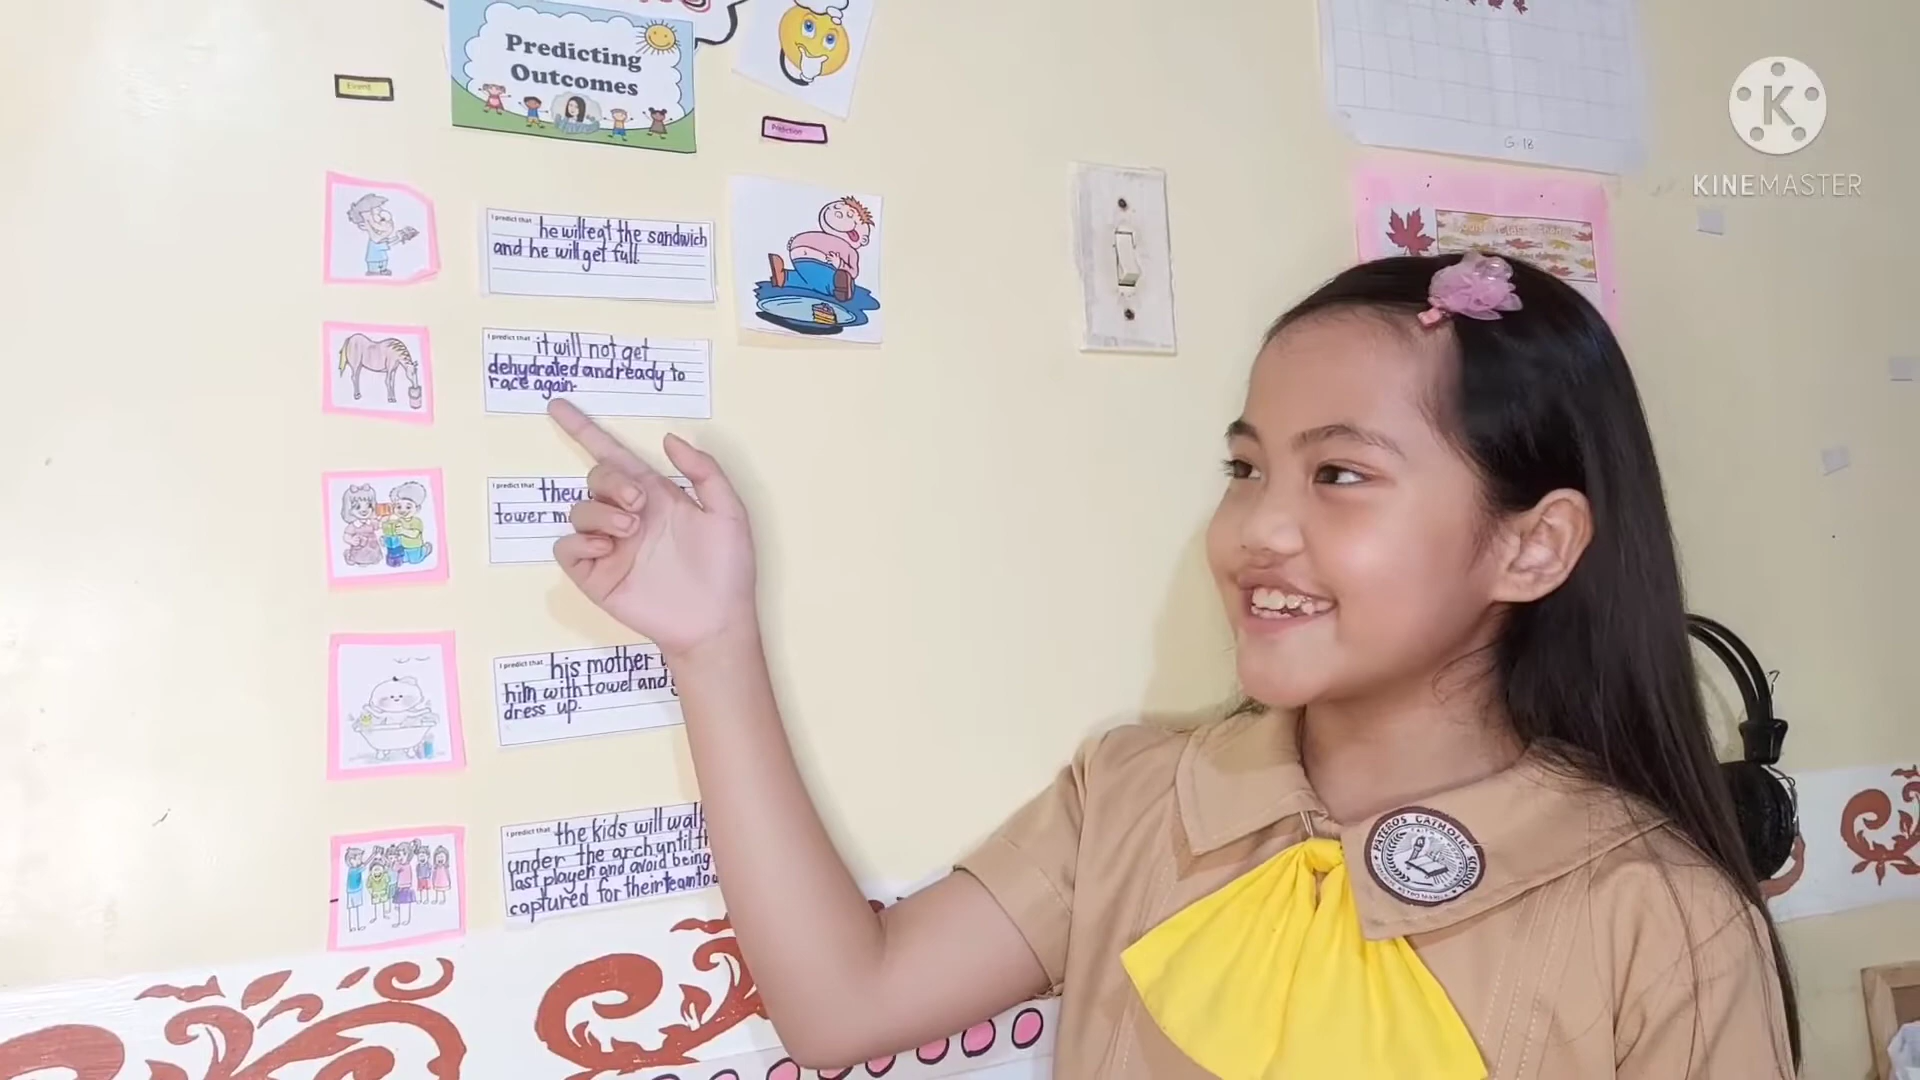 Predicting
Outcomes
Event
Prediction
I predict that he will eat the sandwich
and he will get full.
I predict that it will not get
dehydrated and ready to
race again.
I predict that they
tower m
I predict that his mother
him with towel and
dress up.
I predict that the kids will walk
under the arch, until th
last player and avoid being
captured for their team to
G-18
K
KINEMASTER
PATEROS CATHOLIC SCHOOL